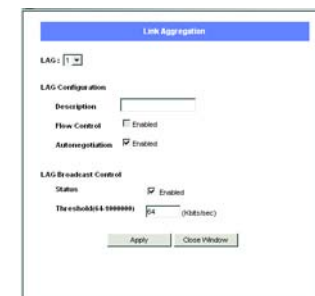 Link Aggregation
LAG: 1
LAG Configuration
Description
Flow Control Enabled
Autonegotiation Enabled
LAG Broadcast Control
Status Enabled
Threshold(64-1000000) 64 (Kbits/sec)
Apply Close Window